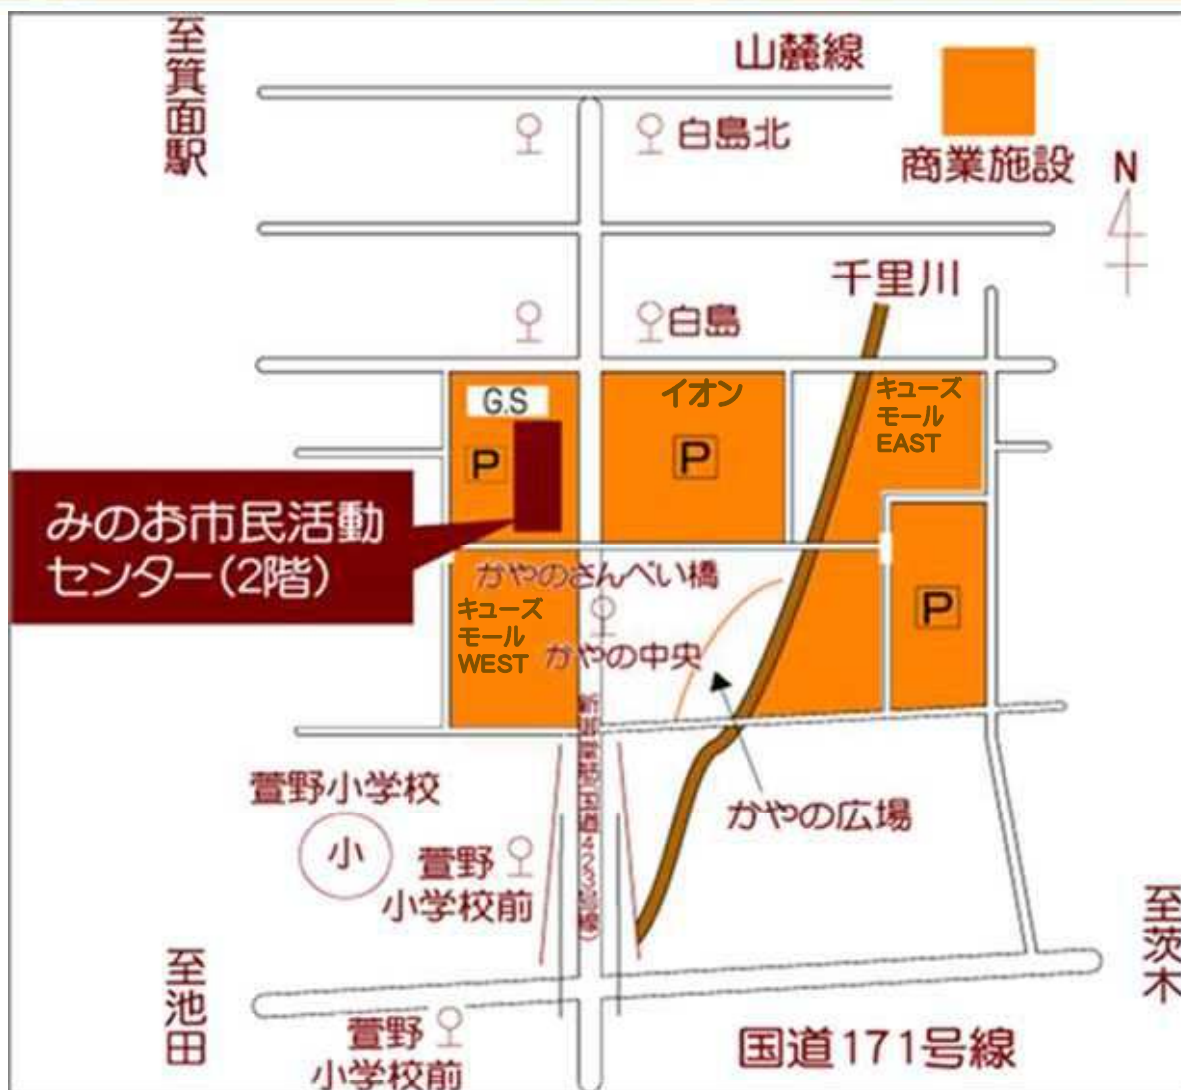 至箕面駅
山麓線
白島北
商業施設
N
千里川
白島
G.S
P
イオン
P
キューズ
モール
EAST
みのお市民活動
センター(2階)
かやのさんぺい橋
キューズ
モール
WEST
かやの中央
P
新御堂筋(国道423号線)
萱野小学校
小
かやの広場
萱野
小学校前
至茨木
至池田
萱野
小学校前
国道171号線